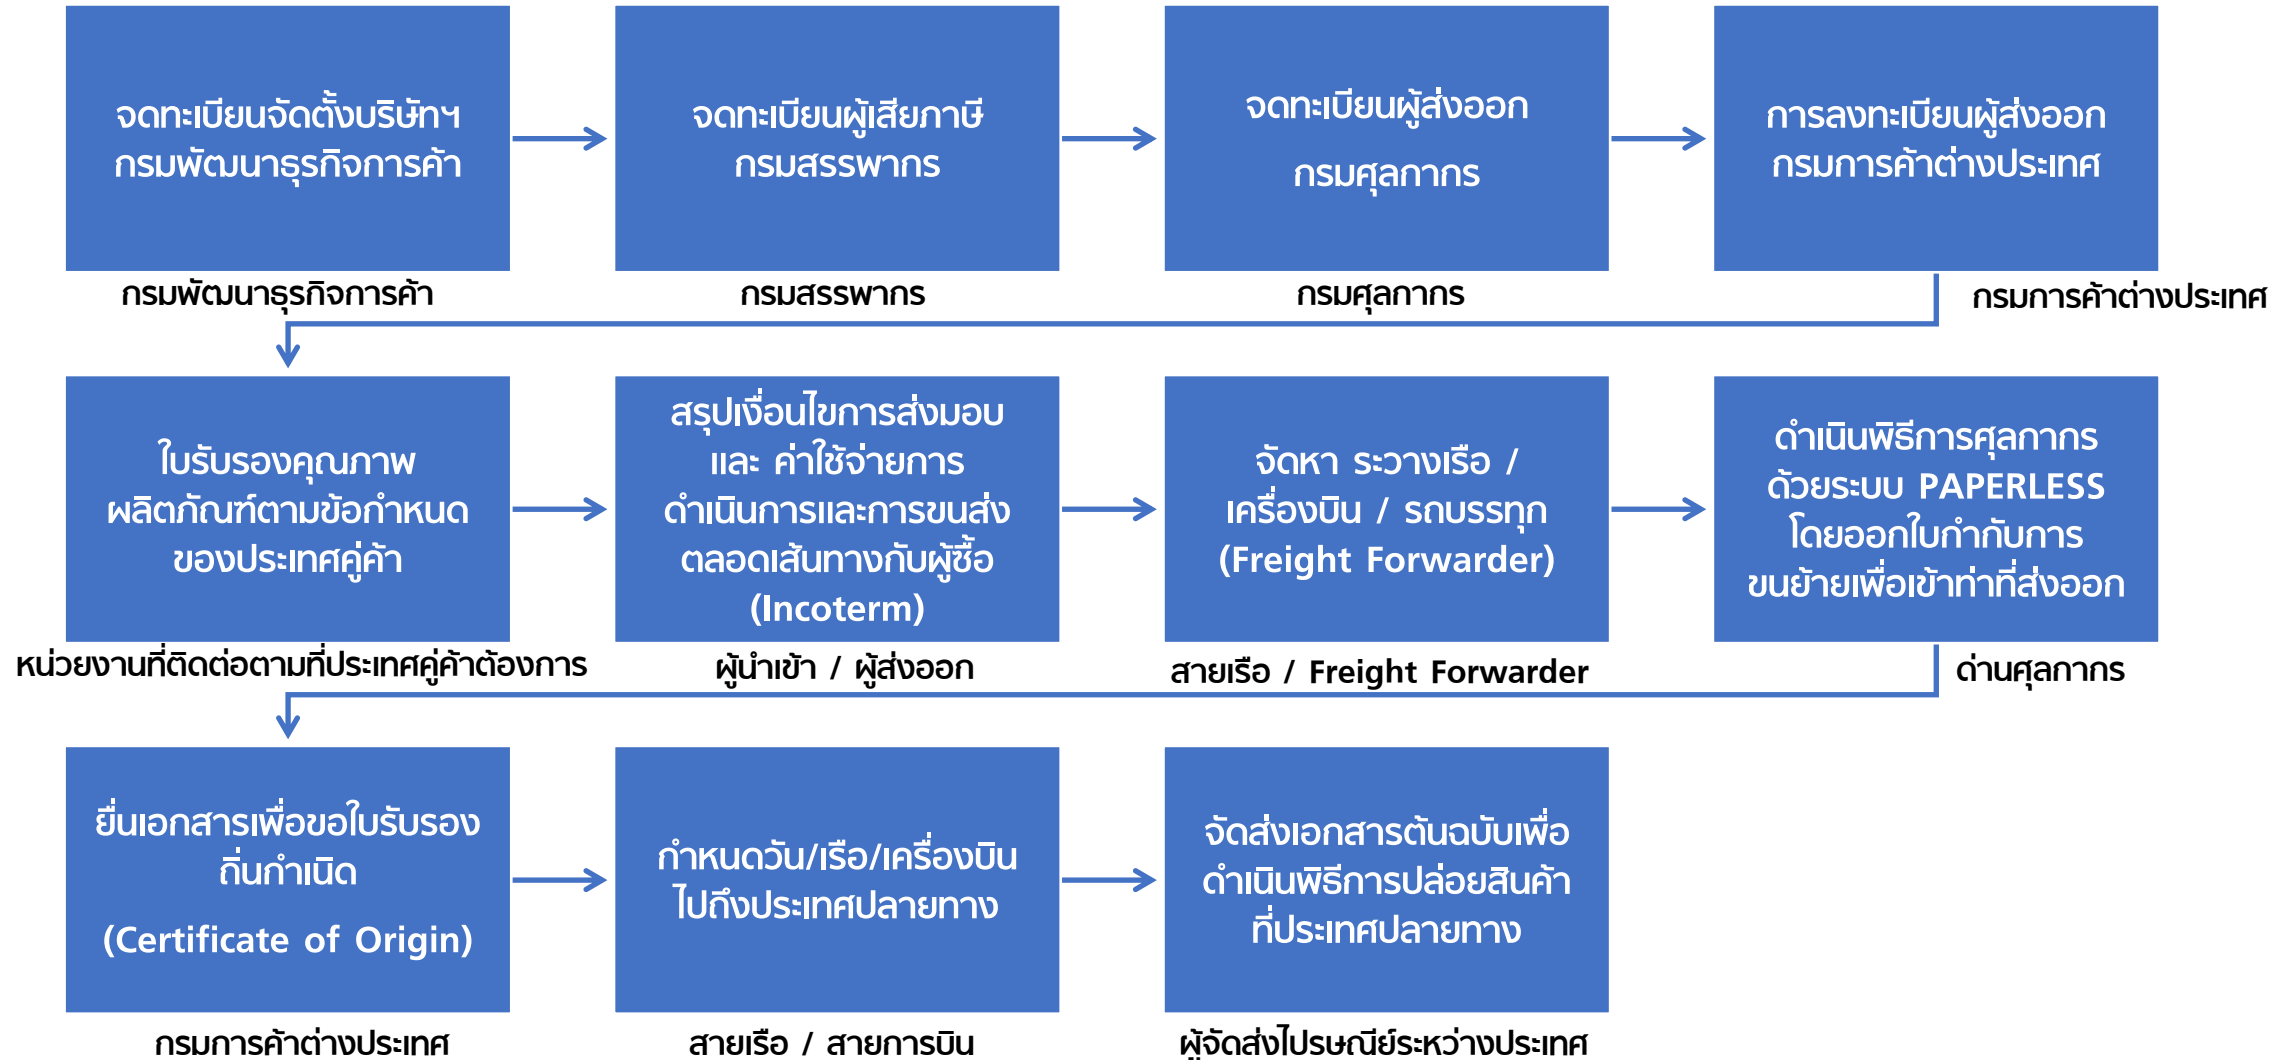 จดทะเบียนจัดตั้งบริษัทฯ
กรมพัฒนาธุรกิจการค้า
กรมพัฒนาธุรกิจการค้า
จดทะเบียนผู้เสียภาษี
กรมสรรพากร
กรมสรรพากร
จดทะเบียนผู้ส่งออก
กรมศุลกากร
กรมศุลกากร
การลงทะเบียนผู้ส่งออก
กรมการค้าต่างประเทศ
กรมการค้าต่างประเทศ
ใบรับรองคุณภาพ
ผลิตภัณฑ์ตามข้อกำหนด
ของประเทศคู่ค้า
หน่วยงานที่ติดต่อตามที่ประเทศคู่ค้าต้องการ
สรุปเงื่อนไขการส่งมอบ
และ ค่าใช้จ่ายการ
ดำเนินการและการขนส่ง
ตลอดเส้นทางกับผู้ซื้อ
(Incoterm)
ผู้นำเข้า / ผู้ส่งออก
จัดหา ระวางเรือ /
เครื่องบิน / รถบรรทุก
(Freight Forwarder)
สายเรือ / Freight Forwarder
ดำเนินพิธีการศุลกากร
ด้วยระบบ PAPERLESS
โดยออกใบกำกับการ
ขนย้ายเพื่อเข้าท่าที่ส่งออก
ด่านศุลกากร
ยื่นเอกสารเพื่อขอใบรับรอง
ถิ่นกำเนิด
(Certificate of Origin)
กรมการค้าต่างประเทศ
กำหนดวัน/เรือ/เครื่องบิน
ไปถึงประเทศปลายทาง
สายเรือ / สายการบิน
จัดส่งเอกสารต้นฉบับเพื่อ
ดำเนินพิธีการปล่อยสินค้า
ที่ประเทศปลายทาง
ผู้จัดส่งไปรษณีย์ระหว่างประเทศ